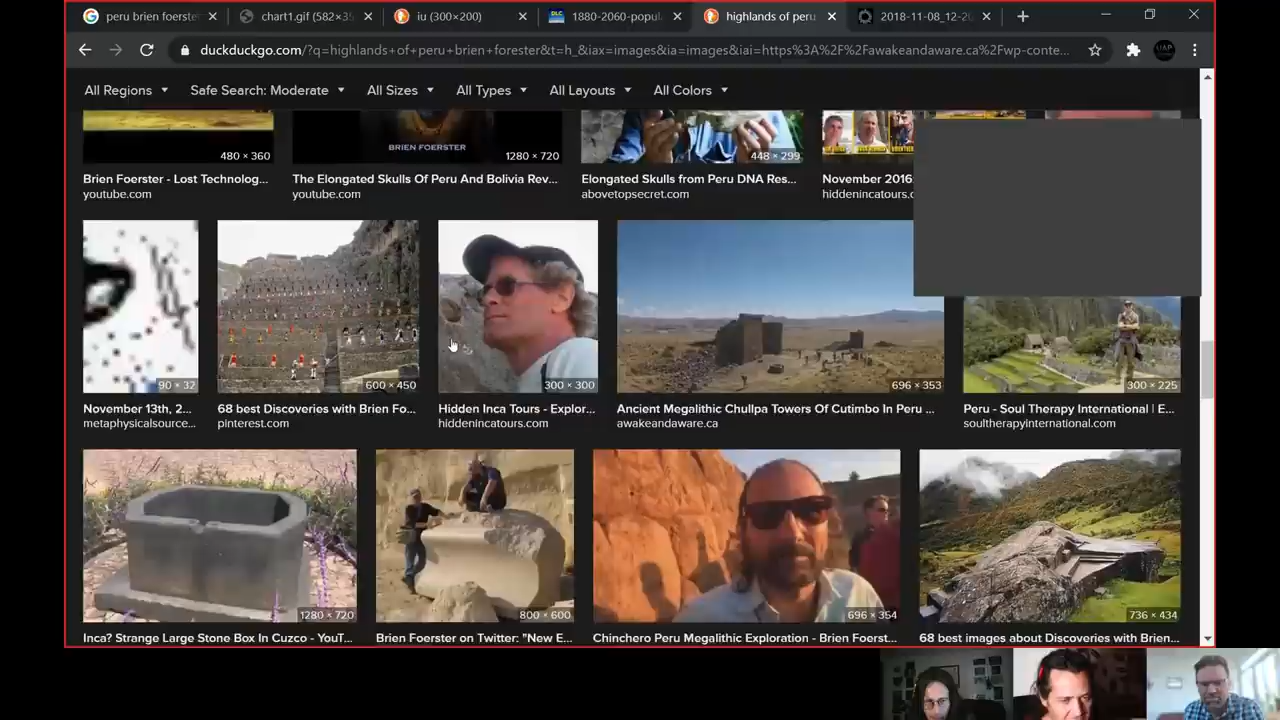 peru brien foerste
chart1.gif (582×35
iu (300×200)
1880-2060-popul
highlands of peru
2018-11-08_12-2
duckduckgo.com/?q=highlands+of+peru+brien+forester&t=h_&iax=images&ia=images&iai=https%3A%2F%2Fawakeandaware.ca%2Fwp-conte...
UAP
All Regions
Safe Search: Moderate
All Sizes
All Types
All Layouts
All Colors
480 × 360
BRIEN FOERSTER
1280 × 720
448 × 299
Brien Foerster - Lost Technolog...
The Elongated Skulls Of Peru And Bolivia Rev...
Elongated Skulls from Peru DNA Res...
November 2016
youtube.com
youtube.com
abovetopsecret.com
hiddenincatours.c
90 × 32
600 × 450
300 × 300
696 × 353
300 × 225
November 13th, 2...
68 best Discoveries with Brien Fo...
Hidden Inca Tours - Explor...
Ancient Megalithic Chullpa Towers Of Cutimbo In Peru ...
Peru - Soul Therapy International | E...
metaphysicalsource...
pinterest.com
hiddenincatours.com
awakeandaware.ca
soultherapyinternational.com
1280 × 720
800 × 600
696 × 354
736 × 434
Inca? Strange Large Stone Box In Cuzco - YouT...
Brien Foerster on Twitter: "New E...
Chinchero Peru Megalithic Exploration - Brien Foerst...
68 best images about Discoveries with Brien...